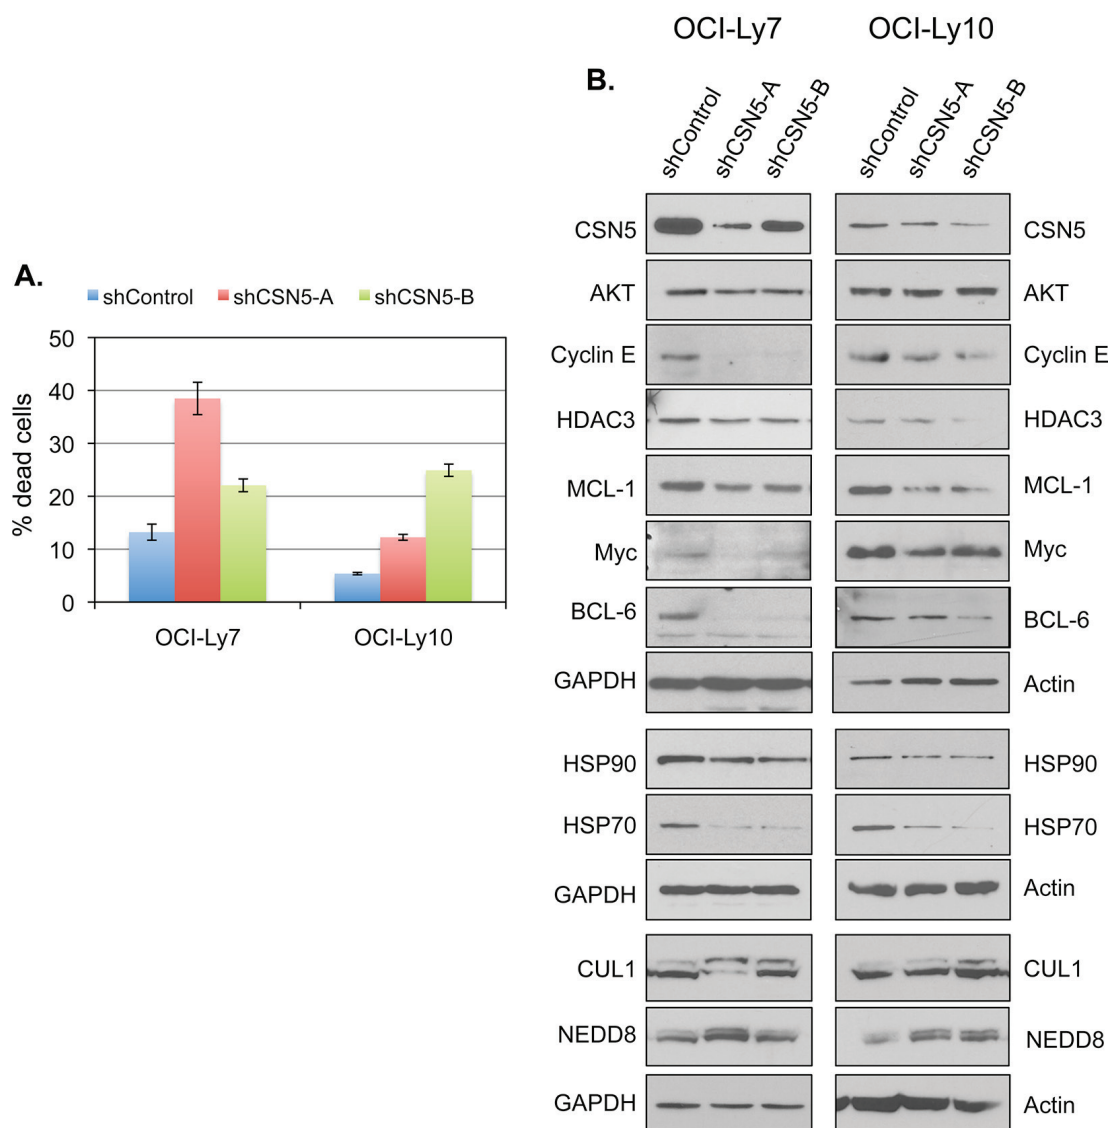 OCI-Ly7 OCI-Ly10
B.
shControl shCSN5-A shCSN5-B shControl shCSN5-A shCSN5-B
CSN5 CSN5
AKT AKT
Cyclin E Cyclin E
HDAC3 HDAC3
MCL-1 MCL-1
Myc Myc
BCL-6 BCL-6
GAPDH Actin
HSP90 HSP90
HSP70 HSP70
GAPDH Actin
CUL1 CUL1
NEDD8 NEDD8
GAPDH Actin
A.
shControl shCSN5-A shCSN5-B
50
40
30
20
10
0
% dead cells
OCI-Ly7 OCI-Ly10